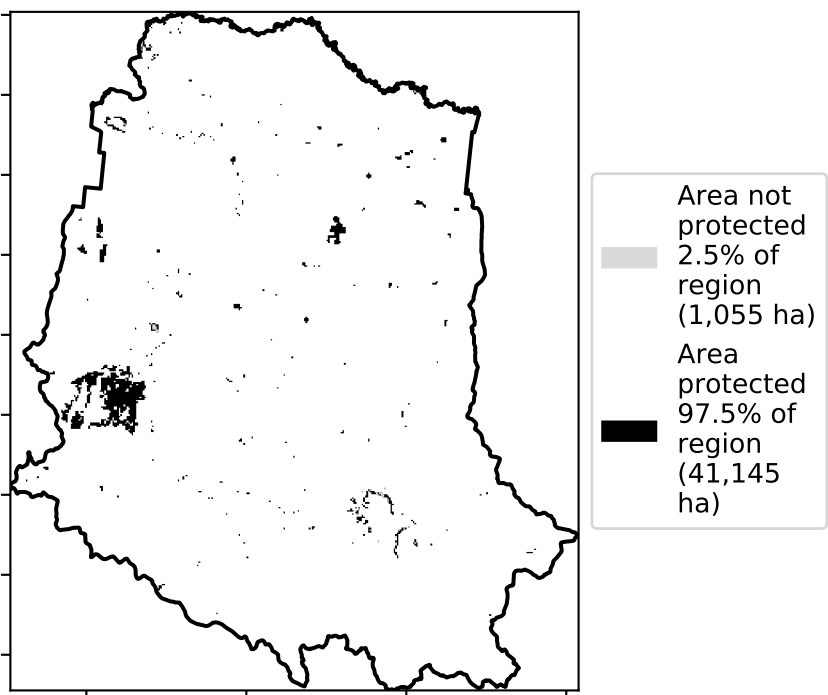 Area not
protected
2.5% of
region
(1,055 ha)
Area
protected
97.5% of
region
(41,145
ha)